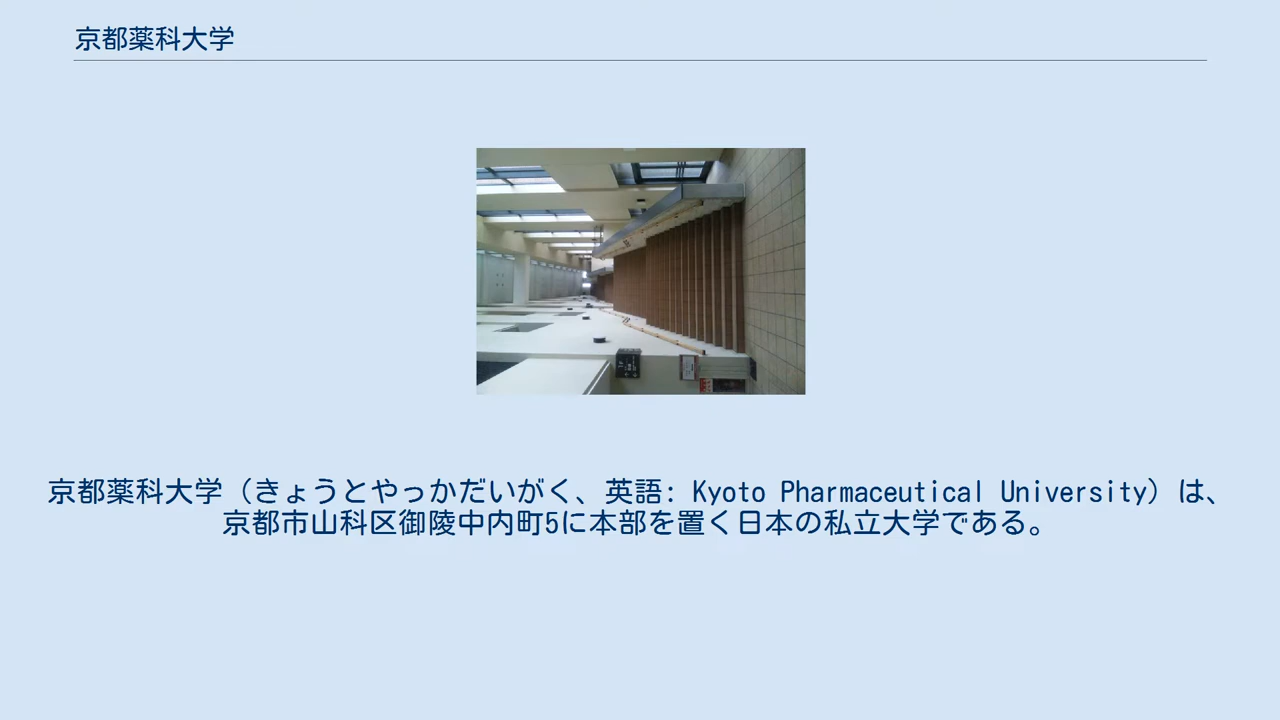 京都薬科大学
京都薬科大学（きょうとやっかだいがく、英語: Kyoto Pharmaceutical University）は、
京都市山科区御陵中内町5に本部を置く日本の私立大学である。